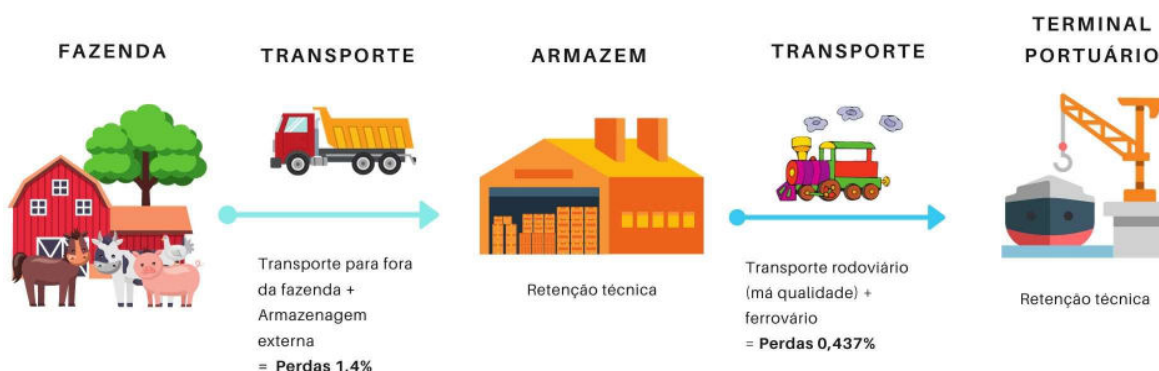 FAZENDA
TRANSPORTE
ARMAZEM
TRANSPORTE
TERMINAL
PORTUÁRIO
Transporte para fora
da fazenda +
Armazenagem
externa
= Perdas 1,4%
Retenção técnica
Transporte rodoviário
(má qualidade) +
ferrovário
= Perdas 0,437%
Retenção técnica